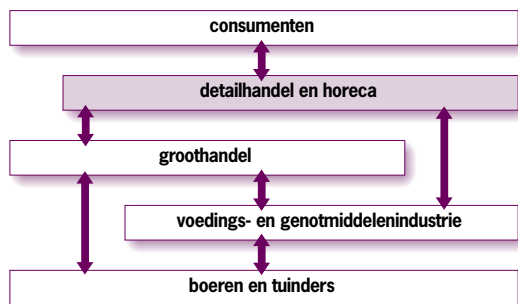 consumenten
detailhandel en horeca
groothandel
voedings- en genotmiddelenindustrie
boeren en tuinders